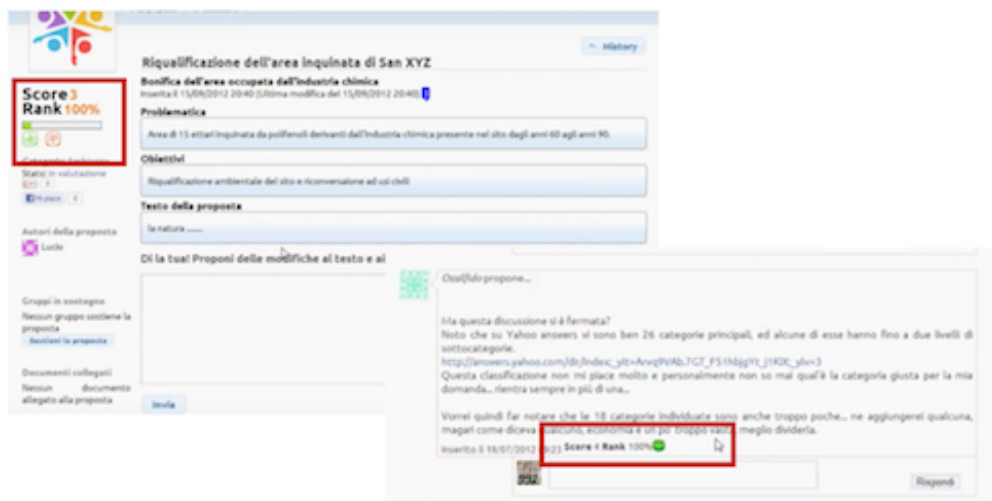 History
Riqualificazione dell'area inquinata di San XYZ
Bonifica dell'area occupata dall'industria chimica
Inserita il 15/09/2012 20:40 (Ultima modifica del 15/09/2012 20:40)
Score 3
Rank 100%
Problematica
Area di 15 ettari inquinata da polifenoli derivanti dall'industria chimica presente nel sito dagli anni 60 agli anni 90.
Categoria: Ambiente
Stato: in valutazione
Obiettivi
Riqualificazione ambientale del sito e riconversaione ad usi civili
Mi piace 0
Testo della proposta
la natura ......
Autori della proposta
Lucio
Di la tua! Proponi delle modifiche al testo e al
Gruppi in sostegno
Nessun gruppo sostiene la
proposta
Sostieni la proposta
Documenti collegati
Nessun documento
allegato alla proposta
Invia
Ossifido propone...
Ma questa discussione si è fermata?
Noto che su Yahoo answers vi sono ben 26 categorie principali, ed alcune di esse hanno fino a due livelli di
sottocategorie.
Questa classificazione non mi piace molto e personalmente non so mai qual'è la categoria giusta per la mia
domanda... rientra sempre in più di una...
Vorrei quindi far notare che le 18 categorie individuate sono anche troppo poche... ne aggiungerei qualcuna,
magari come diceva qualcuno, economia è un po' troppo vasta, meglio dividerla.
Inserito il 19/07/2012 Score 4 Rank 100%
Rispondi